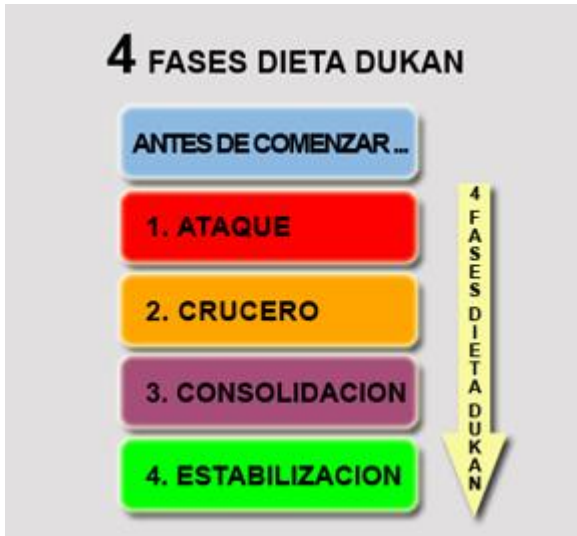 4 FASES DIETA DUKAN
ANTES DE COMENZAR ...
1. ATAQUE
2. CRUCERO
3. CONSOLIDACION
4. ESTABILIZACION
4 FASES DIETA DUKAN